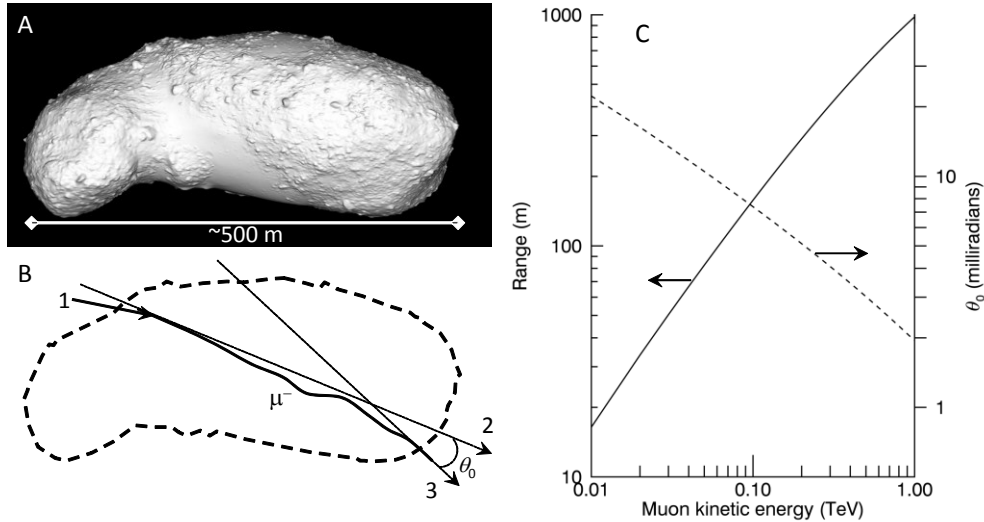 A
~500 m
B
1
μ⁻
2
θ₀
3
C
1000
100
10
Range (m)
0.01
0.10
1.00
Muon kinetic energy (TeV)
10
1
θ₀ (milliradians)